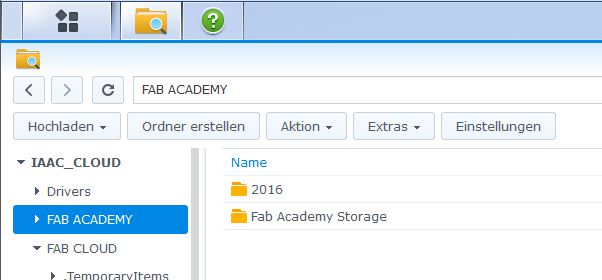 ?
FAB ACADEMY
Hochladen Ordner erstellen Aktion Extras Einstellungen
IAAC_CLOUD
Name
Drivers
2016
FAB ACADEMY
Fab Academy Storage
FAB CLOUD
.TemporaryItems